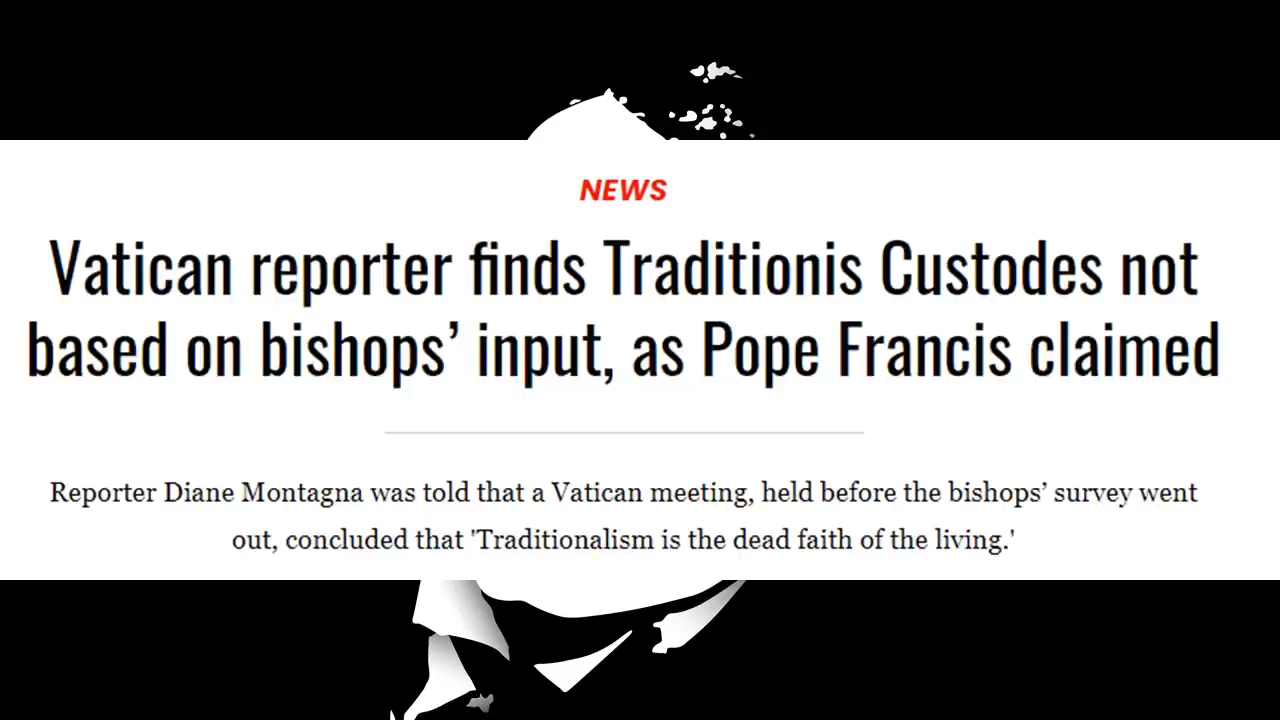 NEWS
Vatican reporter finds Traditionis Custodes not
based on bishops’ input, as Pope Francis claimed
Reporter Diane Montagna was told that a Vatican meeting, held before the bishops’ survey went
out, concluded that 'Traditionalism is the dead faith of the living.'